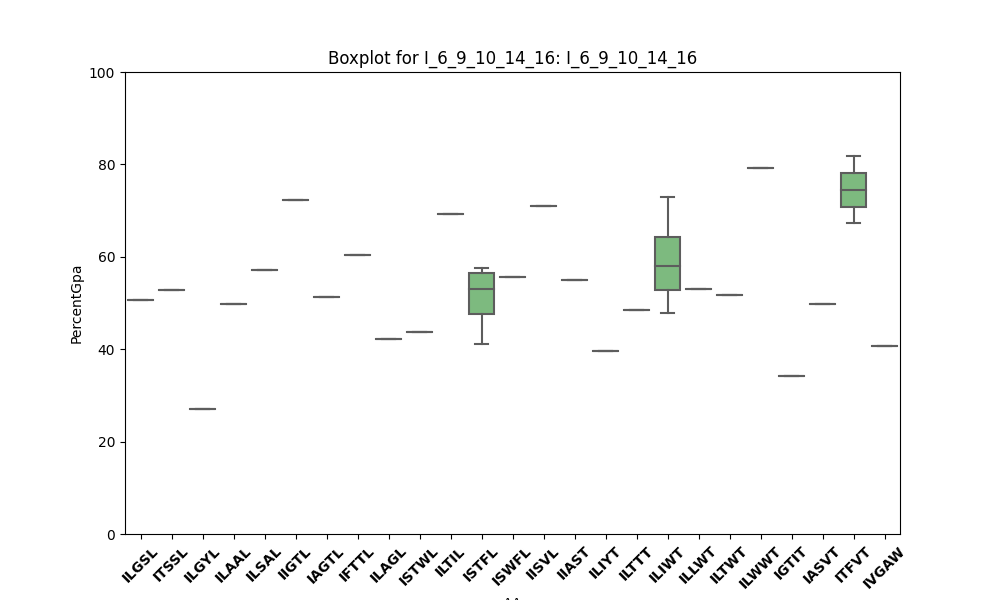 Boxplot for I_6_9_10_14_16: I_6_9_10_14_16
PercentGpa
100
80
60
40
20
0
ILGSL
ITSSL
ILGYL
ILAAL
ILSAL
IIGTL
IAGTL
IFTTL
ILAGL
ISTWL
ILTIL
ISTFL
ISWFL
IISVL
IIAST
ILIYT
ILTTT
ILIWT
ILLWT
ILTWT
ILWWT
IGTIT
IASVT
ITFVT
IVGAW